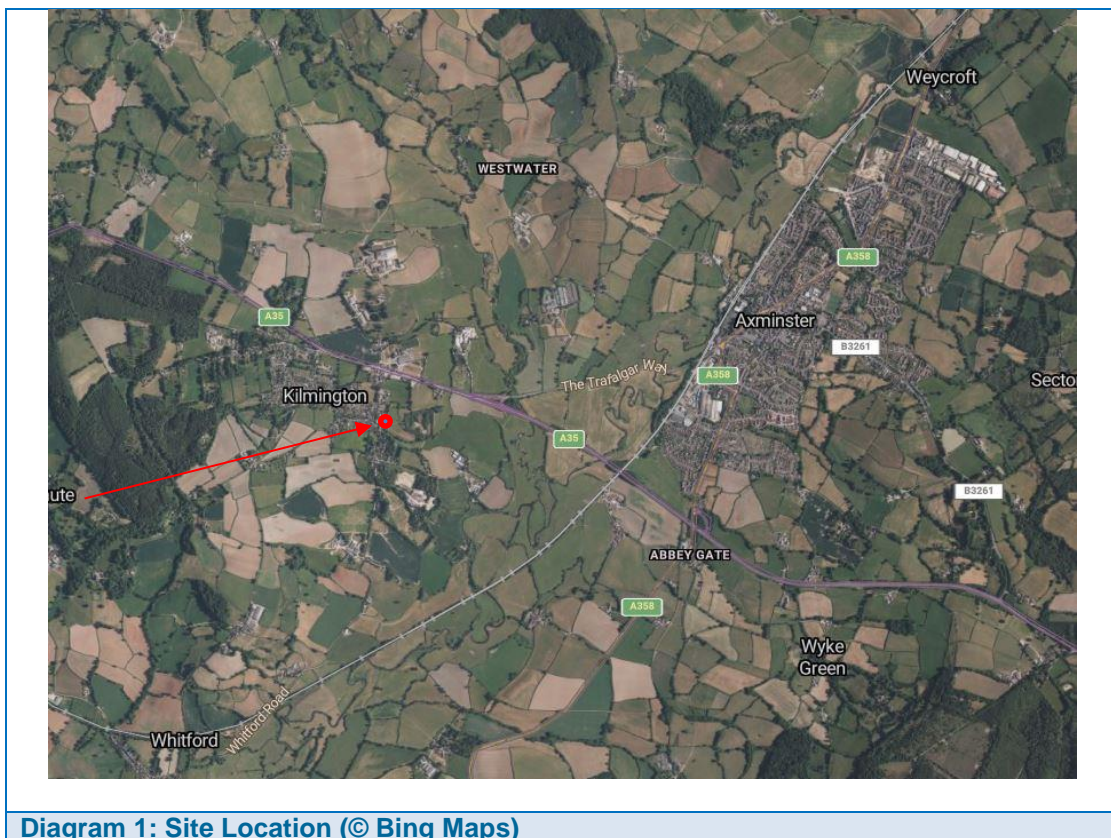 Weycroft
WESTWATER
A358
A35
Axminster
B3261
The Trafalgar Way
A358
Secto
Kilmington
A35
ute
B3261
ABBEY GATE
A358
Wyke
Green
Whitford Road
Whitford
Diagram 1: Site Location (© Bing Maps)